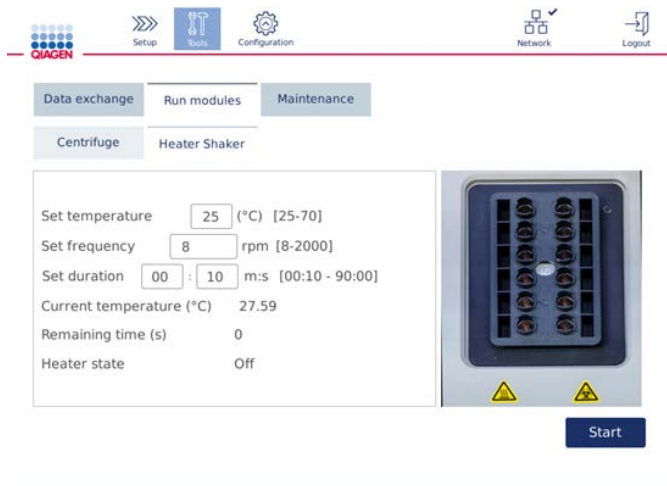 QIAGEN
Setup
Tools
Configuration
Network
Logout
Data exchange
Run modules
Maintenance
Centrifuge
Heater Shaker
Set temperature 25 (°C) [25-70]
Set frequency 8 rpm [8-2000]
Set duration 00 : 10 m:s [00:10 - 90:00]
Current temperature (°C) 27.59
Remaining time (s) 0
Heater state Off
Start